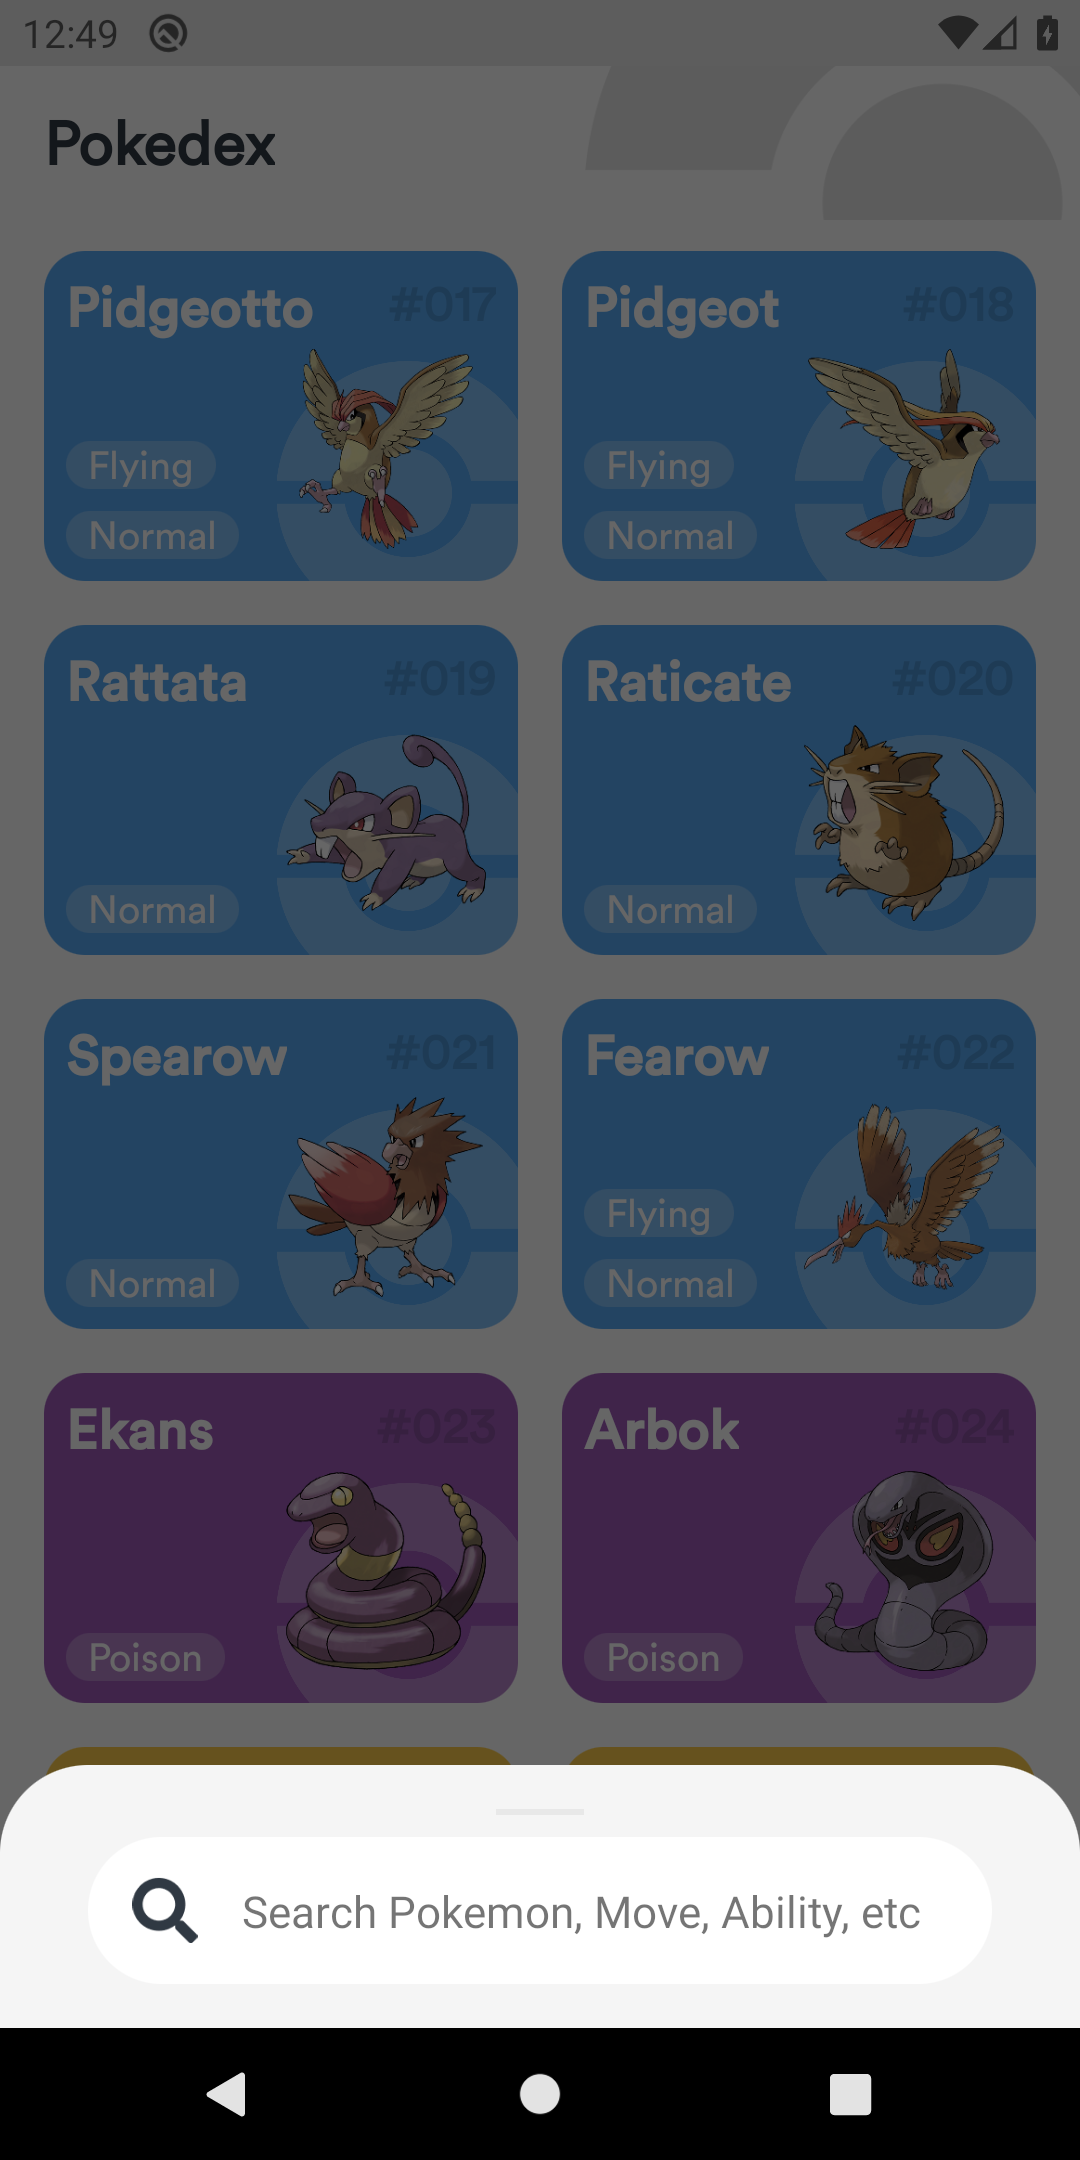 12:49
Pokedex
Pidgeotto #017
Flying
Normal
Pidgeot #018
Flying
Normal
Rattata #019
Normal
Raticate #020
Normal
Spearow #021
Normal
Fearow #022
Flying
Normal
Ekans #023
Poison
Arbok #024
Poison
Search Pokemon, Move, Ability, etc